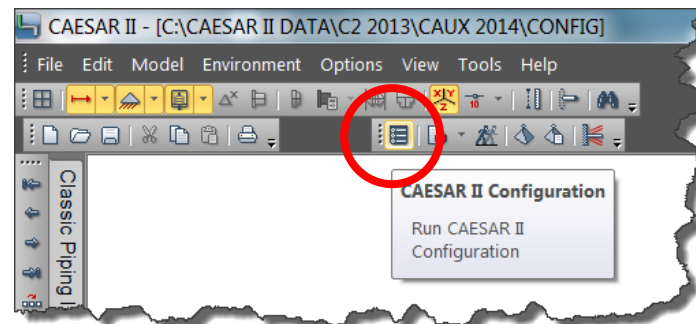 CAESAR II - [C:\CAESAR II DATA\C2 2013\CAUX 2014\CONFIG]
File Edit Model Environment Options View Tools Help
CAESAR II Configuration
Run CAESAR II
Configuration
Classic Piping